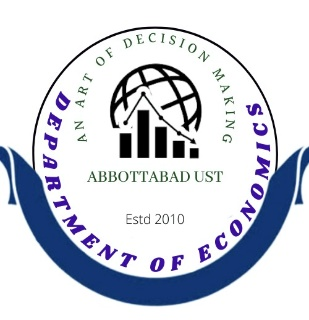 AN ART OF DECISION MAKING
ABBOTTABAD UST
Estd 2010
DEPARTMENT OF ECONOMICS